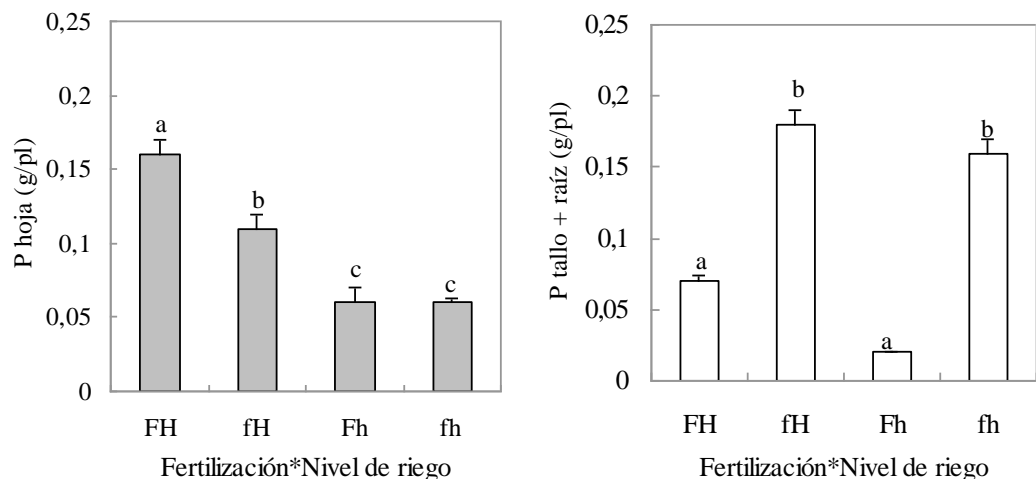 P hoja (g/pl)
0,25
0,2
0,15
0,1
0,05
0
a
b
c
c
FH fH Fh fh
Fertilización*Nivel de riego
P tallo + raíz (g/pl)
0,25
0,2
0,15
0,1
0,05
0
a
b
a
b
FH fH Fh fh
Fertilización*Nivel de riego